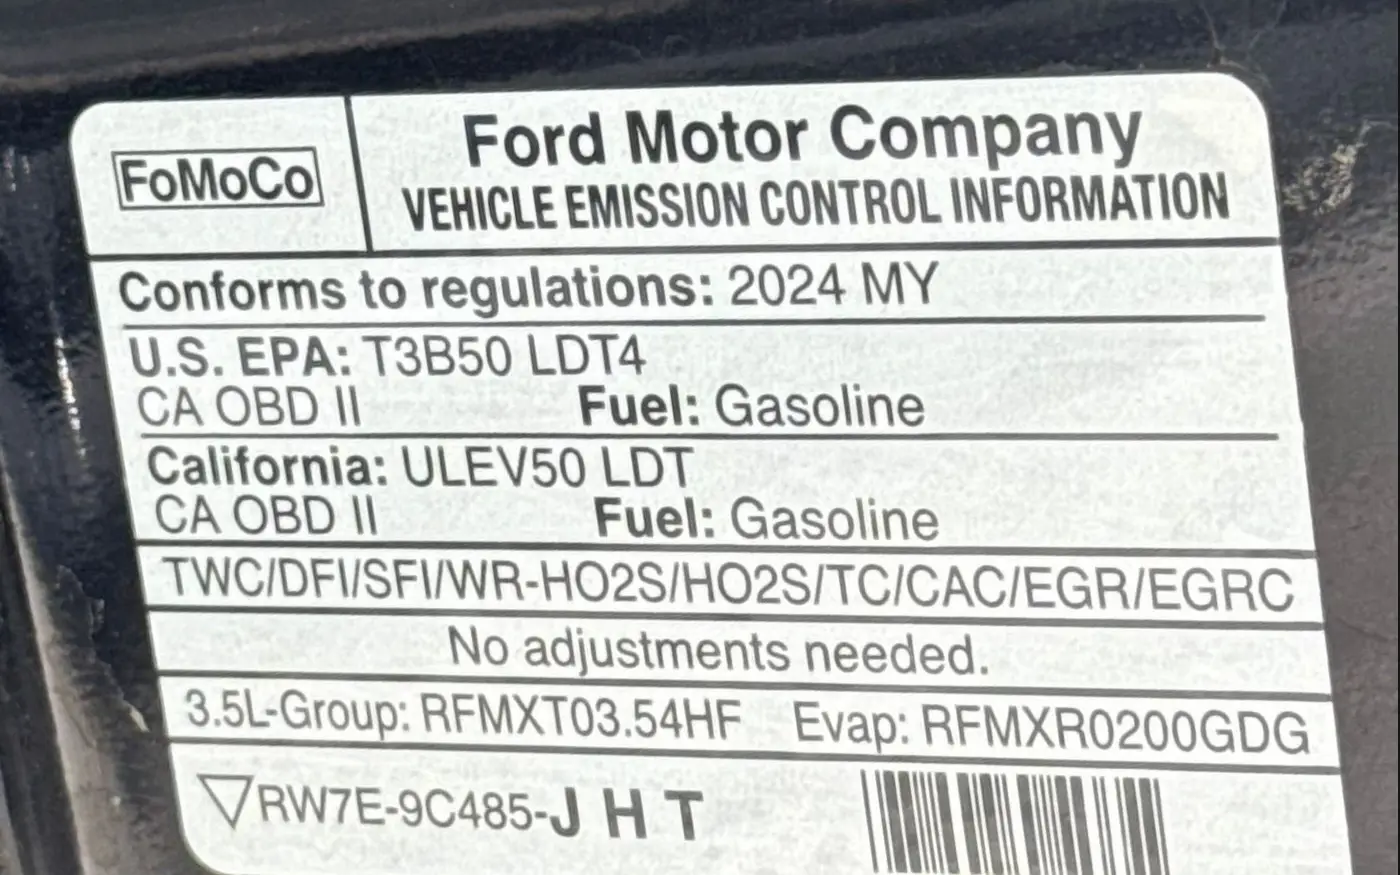 FoMoCo
Ford Motor Company
VEHICLE EMISSION CONTROL INFORMATION
Conforms to regulations: 2024 MY
U.S. EPA: T3B50 LDT4
CA OBD II Fuel: Gasoline
California: ULEV50 LDT
CA OBD II Fuel: Gasoline
TWC/DFI/SFI/WR-HO2S/HO2S/TC/CAC/EGR/EGRC
No adjustments needed.
3.5L-Group: RFMXT03.54HF Evap: RFMXR0200GDG
▽RW7E-9C485-J H T